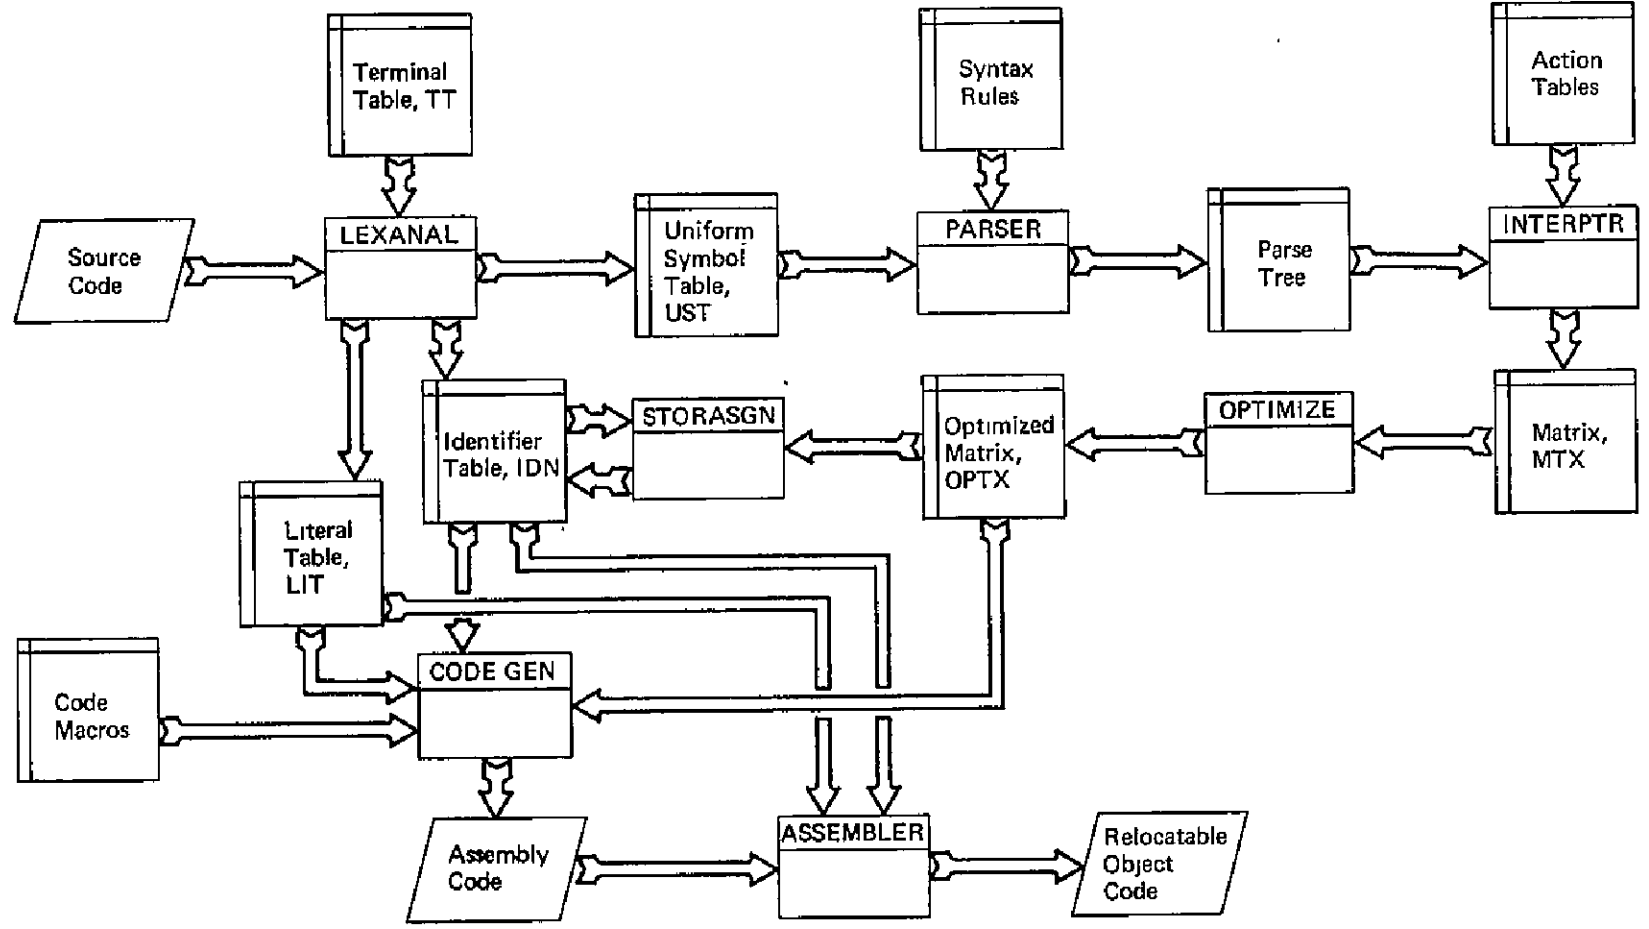 Terminal
Table, TT
Syntax
Rules
Action
Tables
Source
Code
LEXANAL
Uniform
Symbol
Table,
UST
PARSER
Parse
Tree
INTERPTR
Identifier
Table, IDN
STORASGN
Optimized
Matrix,
OPTX
OPTIMIZE
Matrix,
MTX
Literal
Table,
LIT
Code
Macros
CODE GEN
Assembly
Code
ASSEMBLER
Relocatable
Object
Code